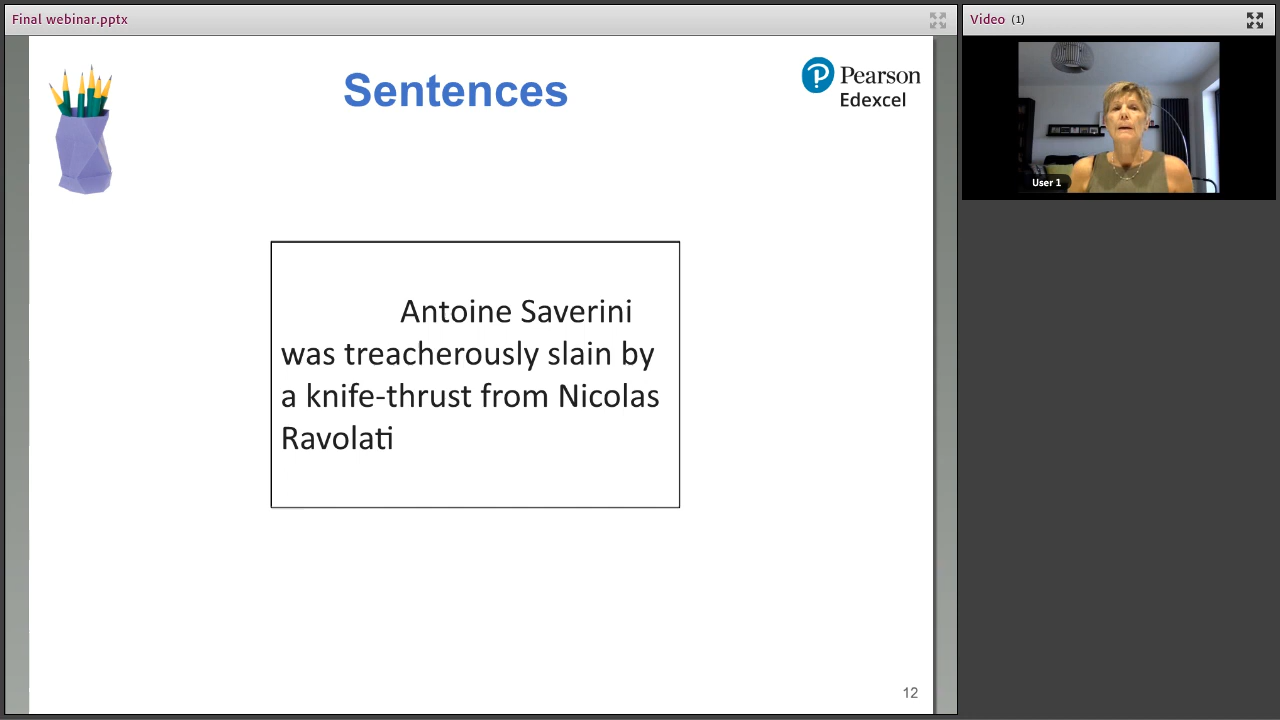 Final webinar.pptx
Video (1)
Sentences
Pearson
Edexcel
User 1
Antoine Saverini
was treacherously slain by
a knife-thrust from Nicolas
Ravolati
12